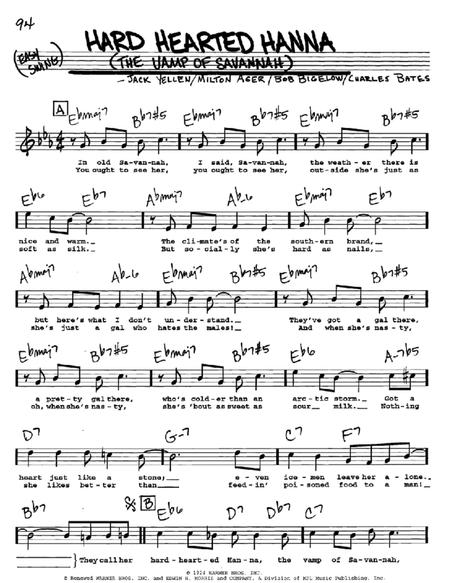 94
HARD HEARTED HANNA
(EASY SWING)
(THE VAMP OF SAVANNAH)
- JACK YELLEN/MILTON AGER/BOB BIGELOW/CHARLES BATES
A Ebmaj7 Bb7#5 Ebmaj7 Bb7#5 Ebmaj7 Bb7#5
In old Sa-van-nah, I said, Sa-van-nah, the weath-er there is
You ought to see her, you ought to see her, out-side she's just as
Eb6 Eb7 Abmaj7 Ab-6 Ebmaj7 Bb7#5
nice and warm. The cli-mate's of the south-ern brand,
soft as silk. But so-cial-ly she's hard as nails,
Abmaj7 Ab-6 Ebmaj7 Bb7#5 Ebmaj7 Bb7#5
but here's what I don't un-der-stand. They've got a gal there,
she's just a gal who hates the males! And when she's nas-ty,
Ebmaj7 Bb7#5 Ebmaj7 Bb7#5 Eb6 A-7b5
a pret-ty gal there, who's cold-er than an arc-tic storm. Got a
oh, when she's nas-ty, she's 'bout as sweet as sour milk. Noth-ing
D7 G-7 C7 F7
heart just like a stone; e-ven ice-men leave her a-lone.
she likes bet-ter than feed-in' poi-soned food to a man:
Bb7 B Eb6 D7 C7
They call her hard-heart-ed Han-na, the vamp of Sa-van-nah,
© 1924 WARNER BROS. INC.
© Renewed WARNER BROS. INC. and EDWIN H. MORRIS and COMPANY, A Division of MPL Music Publishing, Inc.